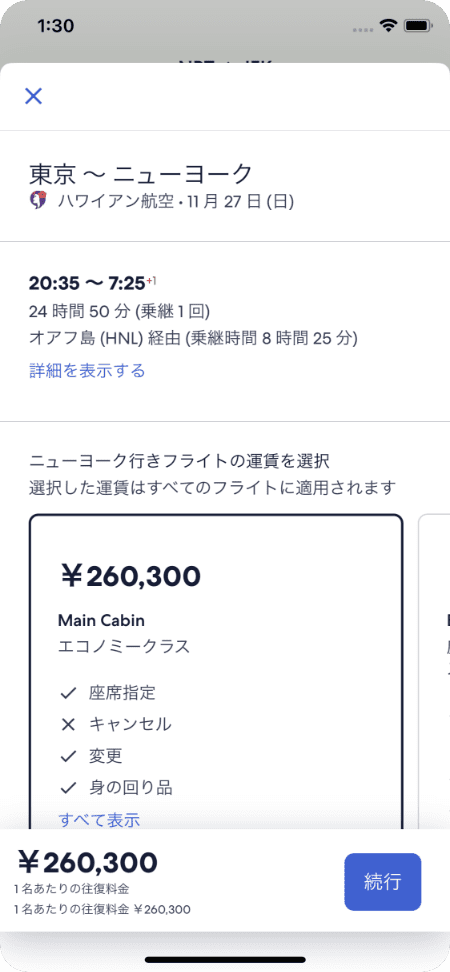 1:30
東京 〜 ニューヨーク
ハワイアン航空 • 11 月 27 日 (日)
20:35 〜 7:25+1
24 時間 50 分 (乗継 1 回)
オアフ島 (HNL) 経由 (乗継時間 8 時間 25 分)
詳細を表示する
ニューヨーク行きフライトの運賃を選択
選択した運賃はすべてのフライトに適用されます
￥260,300
Main Cabin
エコノミークラス
座席指定
キャンセル
変更
身の回り品
すべて表示
￥260,300
1 名あたりの往復料金
1 名あたりの往復料金 ￥260,300
続行